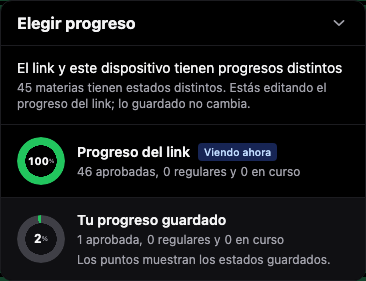 Elegir progreso
El link y este dispositivo tienen progresos distintos
45 materias tienen estados distintos. Estás editando el
progreso del link; lo guardado no cambia.
100%
Progreso del link Viendo ahora
46 aprobadas, 0 regulares y 0 en curso
2%
Tu progreso guardado
1 aprobada, 0 regulares y 0 en curso
Los puntos muestran los estados guardados.